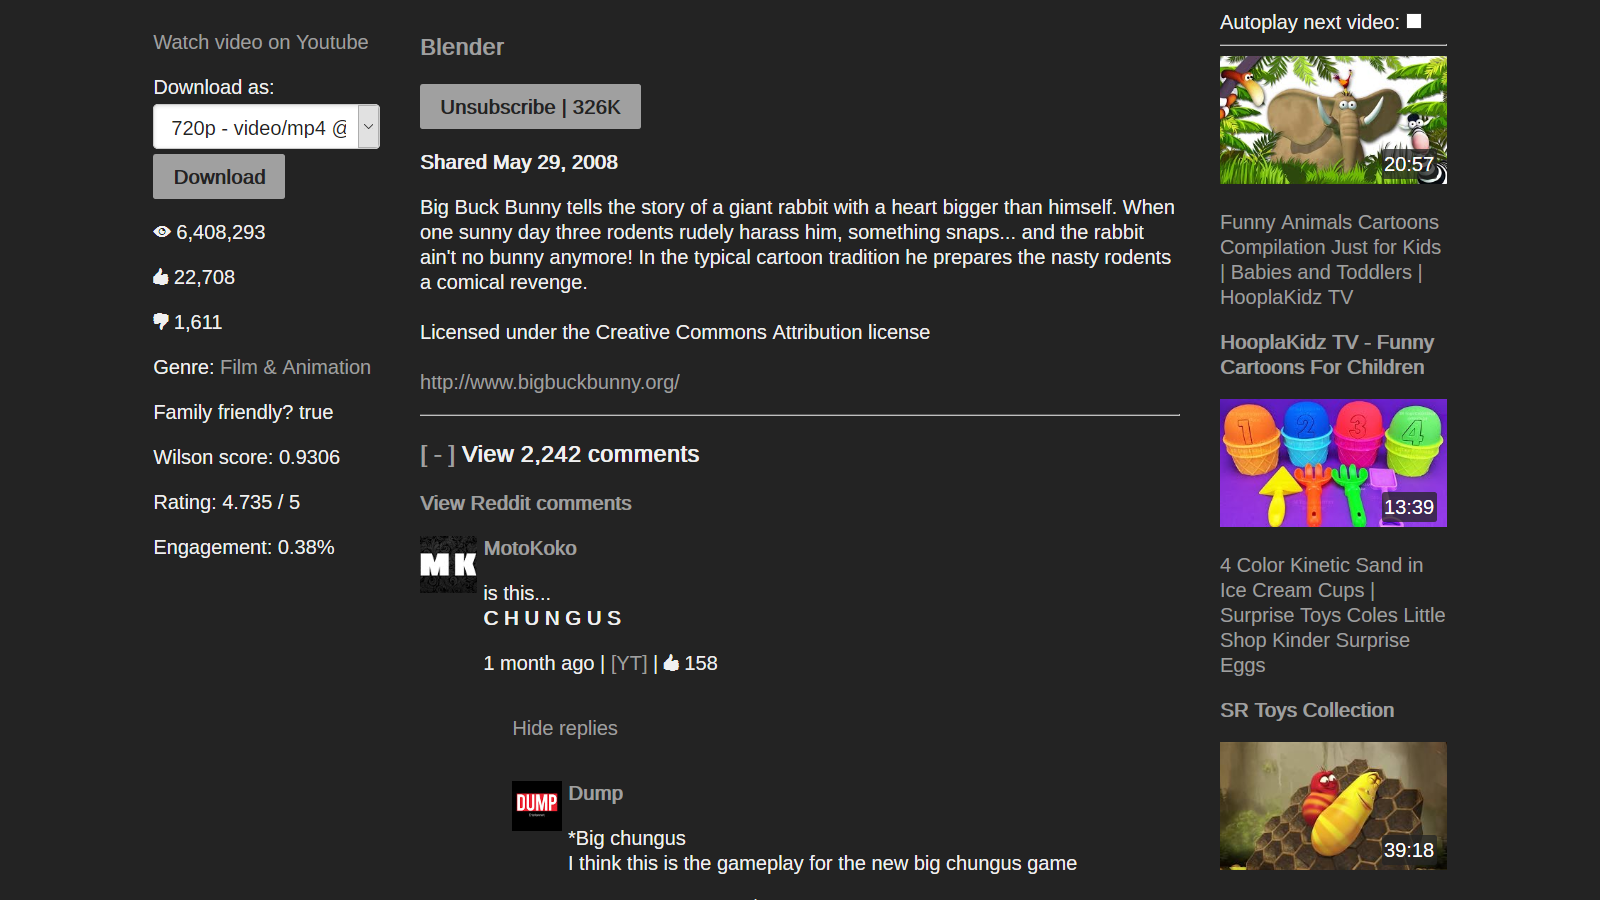 Watch video on Youtube
Download as:
720p - video/mp4 @
Download
6,408,293
22,708
1,611
Genre: Film & Animation
Family friendly? true
Wilson score: 0.9306
Rating: 4.735 / 5
Engagement: 0.38%
Blender
Unsubscribe | 326K
Shared May 29, 2008
Big Buck Bunny tells the story of a giant rabbit with a heart bigger than himself. When
one sunny day three rodents rudely harass him, something snaps... and the rabbit
ain't no bunny anymore! In the typical cartoon tradition he prepares the nasty rodents
a comical revenge.
Licensed under the Creative Commons Attribution license
http://www.bigbuckbunny.org/
[ - ] View 2,242 comments
View Reddit comments
MK
MotoKoko
is this...
C H U N G U S
1 month ago | [YT] | 158
Hide replies
DUMP
Dump
*Big chungus
I think this is the gameplay for the new big chungus game
Autoplay next video:
20:57
Funny Animals Cartoons
Compilation Just for Kids
| Babies and Toddlers |
HooplaKidz TV
HooplaKidz TV - Funny
Cartoons For Children
1 2 3 4
13:39
4 Color Kinetic Sand in
Ice Cream Cups |
Surprise Toys Coles Little
Shop Kinder Surprise
Eggs
SR Toys Collection
39:18